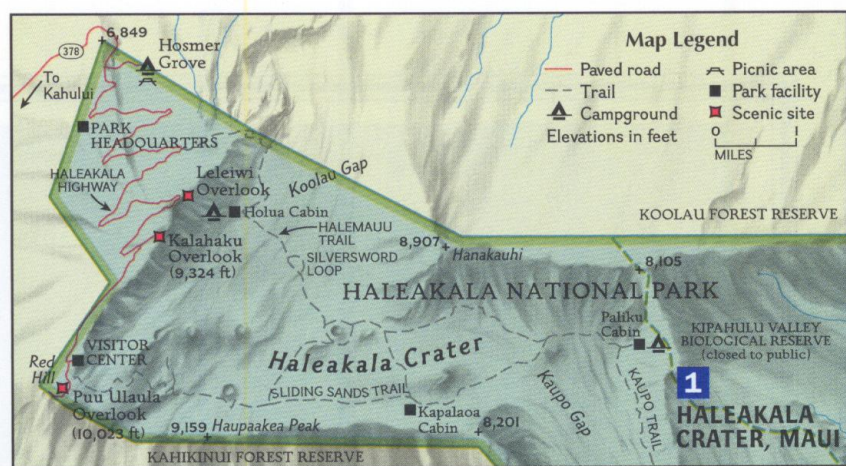 6,849
378
To
Kahului
Hosmer
Grove
Map Legend
Paved road
Trail
Campground
Elevations in feet
Picnic area
Park facility
Scenic site
0 1
MILES
PARK
HEADQUARTERS
HALEAKALA
HIGHWAY
Leleiwi
Overlook
Koolau Gap
Holua Cabin
Kalahaku
Overlook
(9,324 ft)
HALEMAUU
TRAIL
SILVERSWORD
LOOP
KOOLAU FOREST RESERVE
8,907
Hanakauhi
8,105
HALEAKALA NATIONAL PARK
Paliku
Cabin
KIPAHULU VALLEY
BIOLOGICAL RESERVE
(closed to public)
VISITOR
CENTER
Red
Hill
Haleakala Crater
Puu Ulaula
Overlook
(10,023 ft)
SLIDING SANDS TRAIL
Kapalaoa
Cabin
Kaupo Gap
KAUPO TRAIL
1
HALEAKALA
CRATER, MAUI
9,159
Haupaakea Peak
8,201
KAHIKINUI FOREST RESERVE